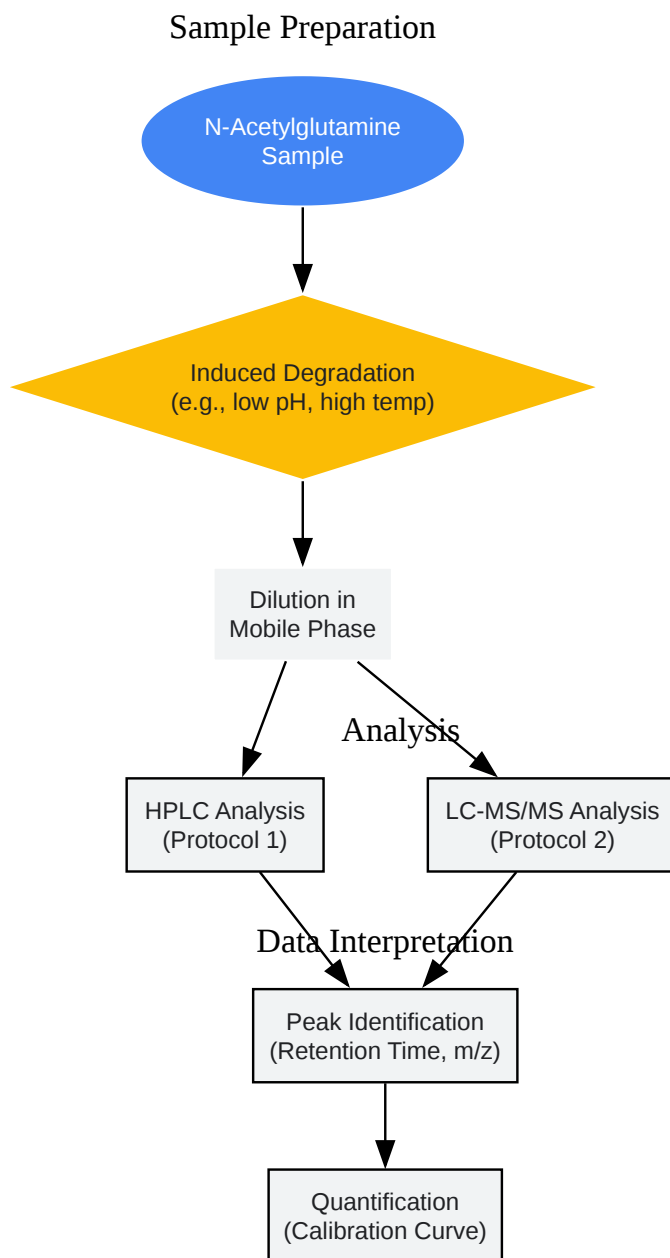 Sample Preparation
N-Acetylglutamine
Sample
Induced Degradation
(e.g., low pH, high temp)
Dilution in
Mobile Phase
Analysis
HPLC Analysis
(Protocol 1)
LC-MS/MS Analysis
(Protocol 2)
Data Interpretation
Peak Identification
(Retention Time, m/z)
Quantification
(Calibration Curve)